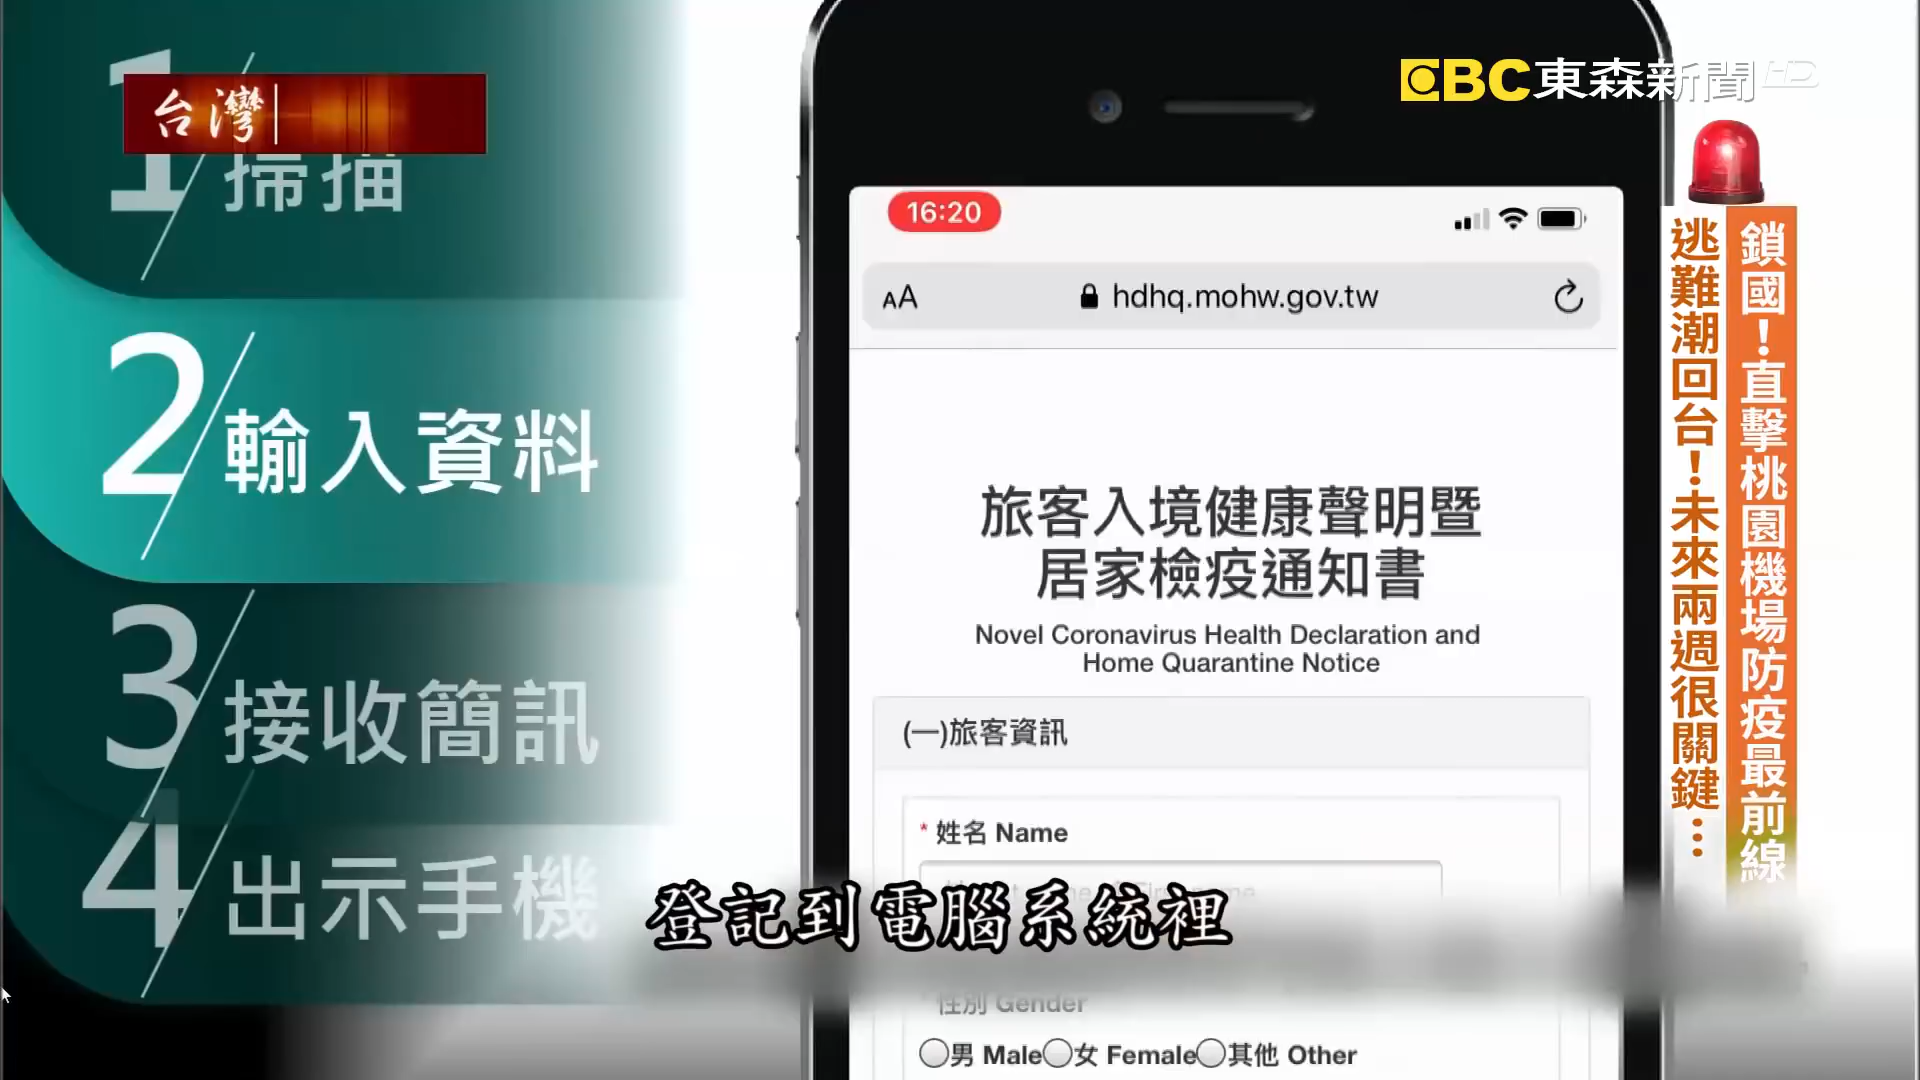 台灣
1 掃描
2 輸入資料
3 接收簡訊
4 出示手機
16:20
AA hdhq.mohw.gov.tw
旅客入境健康聲明暨
居家檢疫通知書
Novel Coronavirus Health Declaration and
Home Quarantine Notice
(一)旅客資訊
* 姓名 Name
性別 Gender
男 Male 女 Female 其他 Other
登記到電腦系統裡
EBC東森新聞HD
鎖國!直擊桃園機場防疫最前線
逃難潮回台!未來兩週很關鍵…